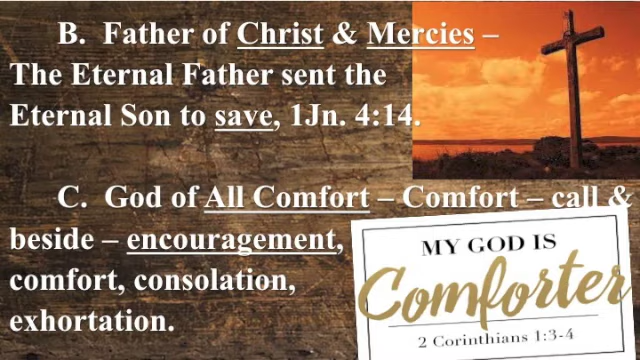 B. Father of Christ & Mercies –
The Eternal Father sent the
Eternal Son to save, 1Jn. 4:14.
C. God of All Comfort – Comfort – call &
beside – encouragement,
comfort, consolation,
exhortation.
MY GOD IS
Comforter
2 Corinthians 1:3-4